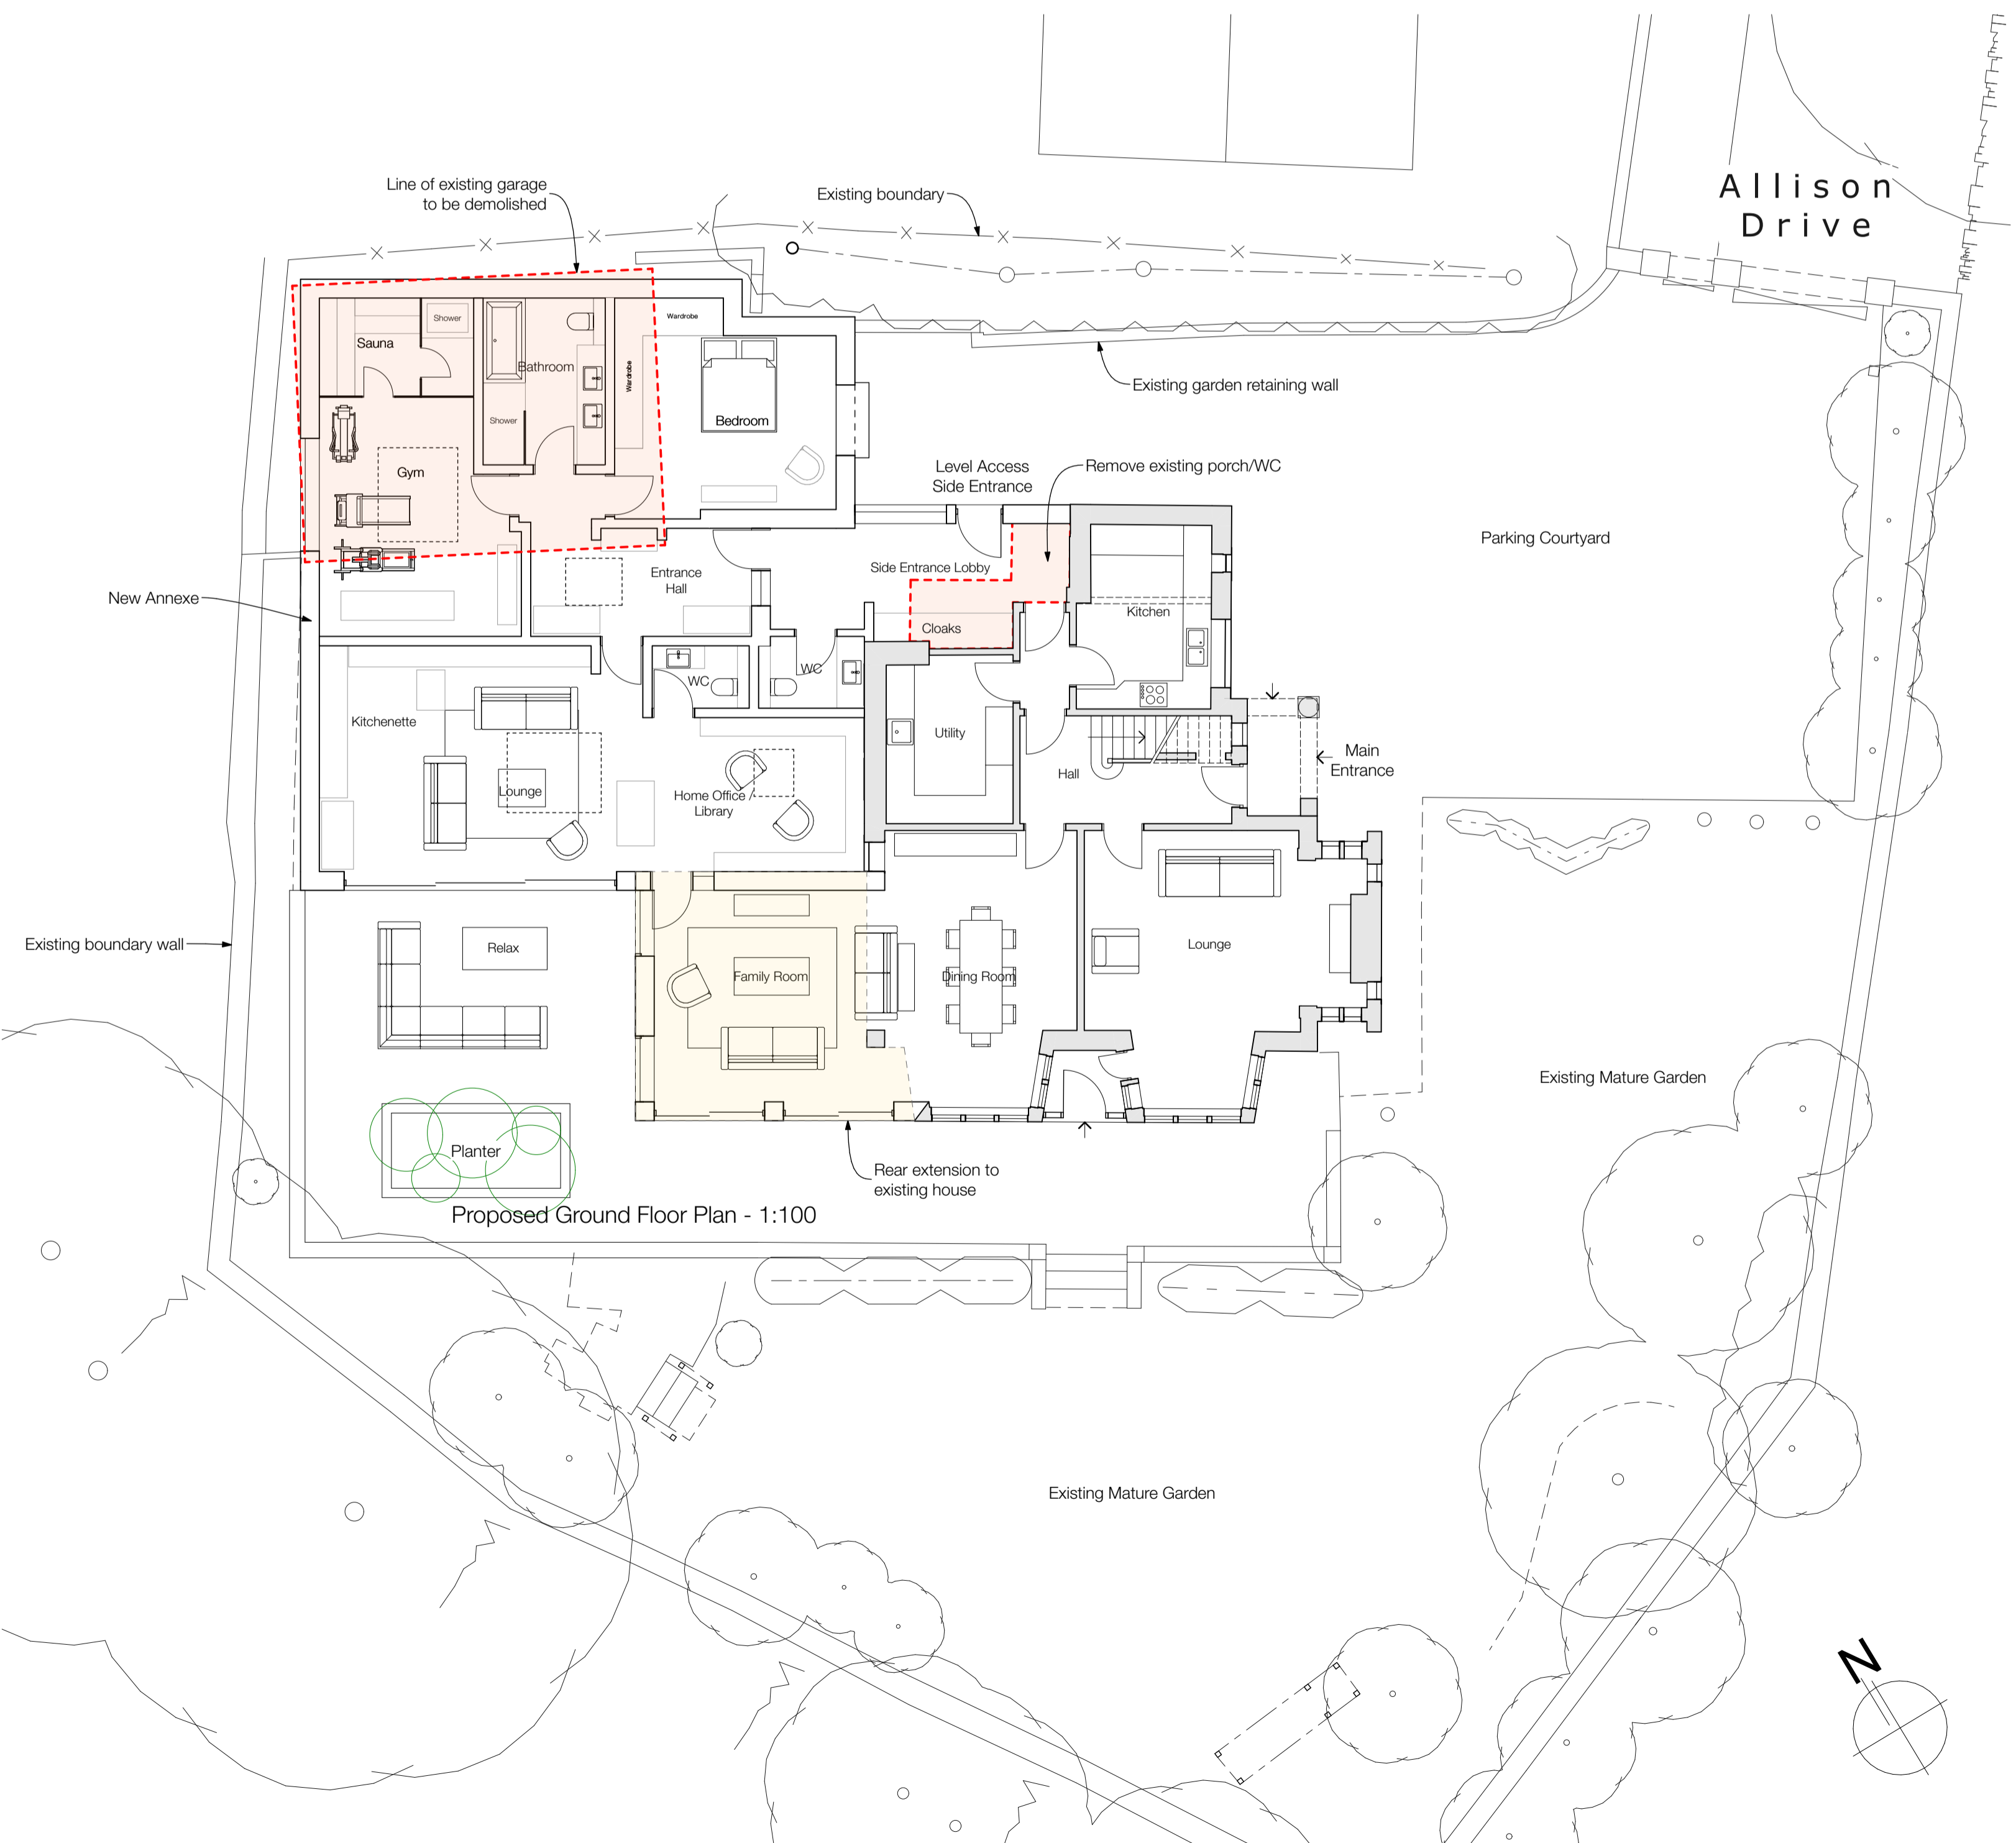 Allison
Drive
Line of existing garage
to be demolished
Existing boundary
Shower
Wardrobe
Sauna
Bathroom
Wardrobe
Existing garden retaining wall
Shower
Bedroom
Gym
Level Access
Side Entrance
Remove existing porch/WC
Parking Courtyard
Entrance
Hall
Side Entrance Lobby
New Annexe
Kitchen
Cloaks
WC
WC
Kitchenette
Utility
Main
Entrance
Hall
Lounge
Home Office /
Library
Existing boundary wall
Relax
Family Room
Dining Room
Lounge
Existing Mature Garden
Planter
Rear extension to
existing house
Proposed Ground Floor Plan - 1:100
Existing Mature Garden
N